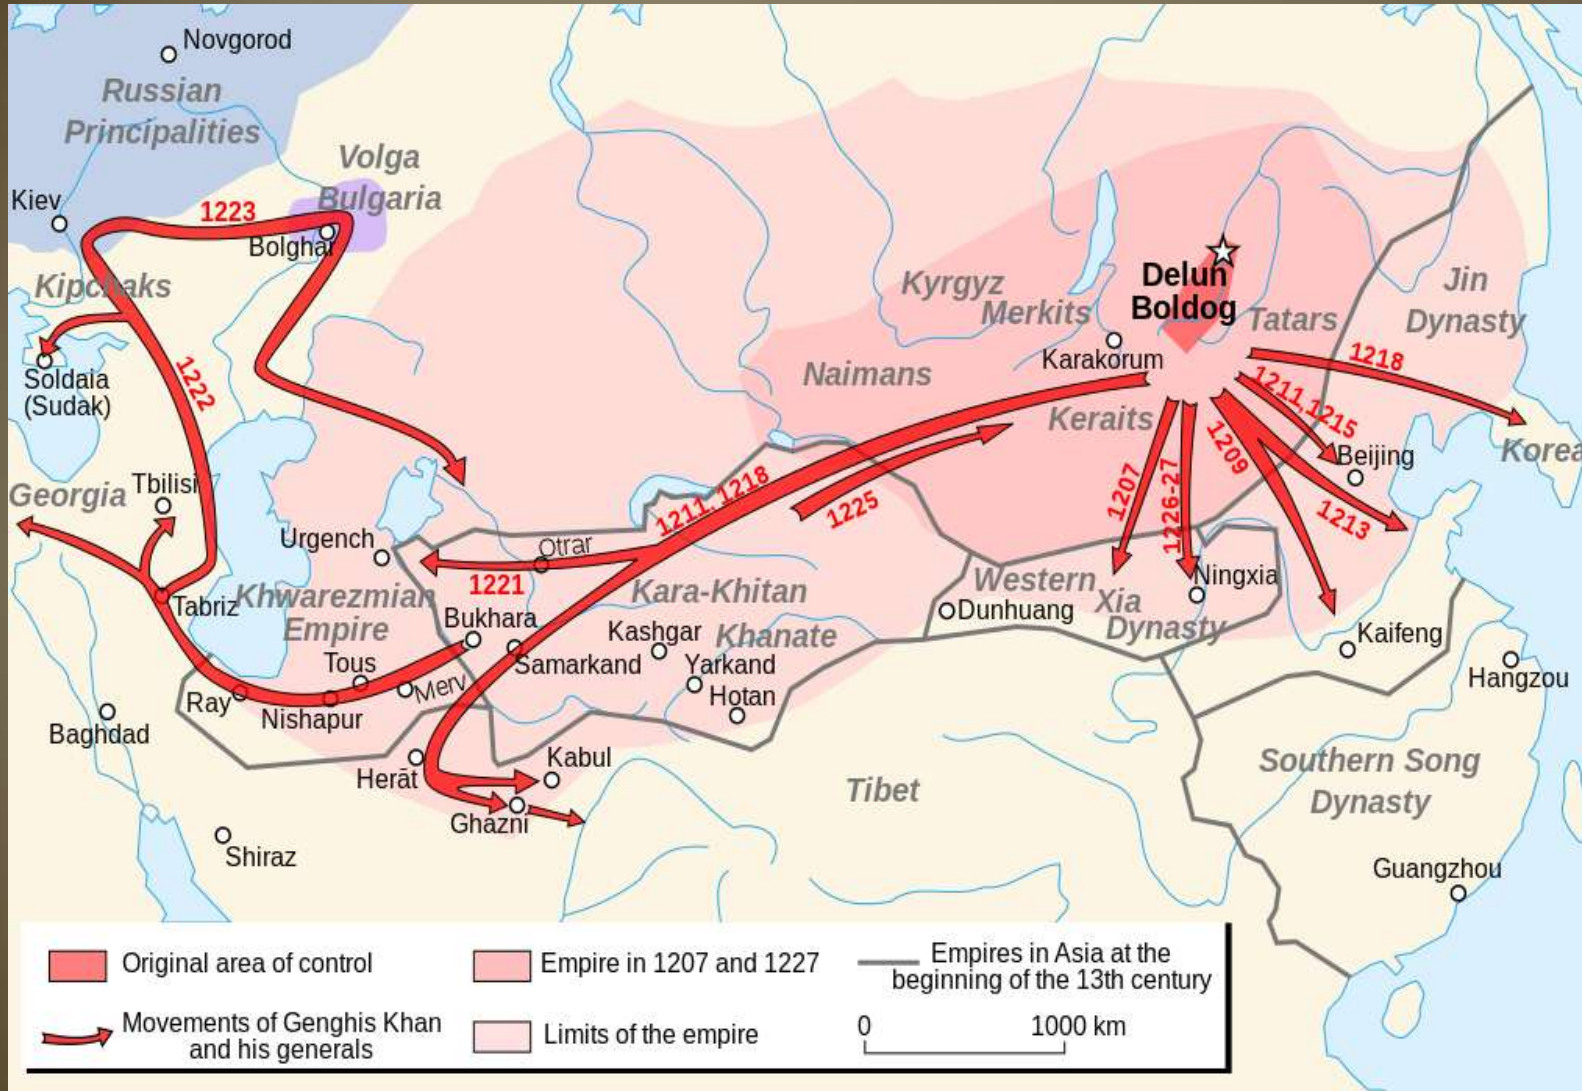 Novgorod
Russian
Principalities
Volga
Bulgaria
Kiev
1223
Bolghar
Kipchaks
Soldaia
(Sudak)
1222
Georgia
Tbilisi
Tabriz
Urgench
Otrar
1221
Khwarezmian
Empire
Bukhara
Samarkand
Tous
Merv
Ray
Nishapur
Baghdad
Herāt
Kabul
Ghazni
Shiraz
Kyrgyz
Merkits
Naimans
Karakorum
Keraits
Delun
Boldog
Tatars
Jin
Dynasty
1218
1211,1215
1209
1207
1226-27
1213
1211, 1218
1225
Beijing
Korea
Kara-Khitan
Khanate
Kashgar
Yarkand
Hotan
Western
Xia
Dynasty
Dunhuang
Ningxia
Kaifeng
Hangzou
Tibet
Southern Song
Dynasty
Guangzhou
Original area of control
Movements of Genghis Khan
and his generals
Empire in 1207 and 1227
Limits of the empire
Empires in Asia at the
beginning of the 13th century
0
1000 km